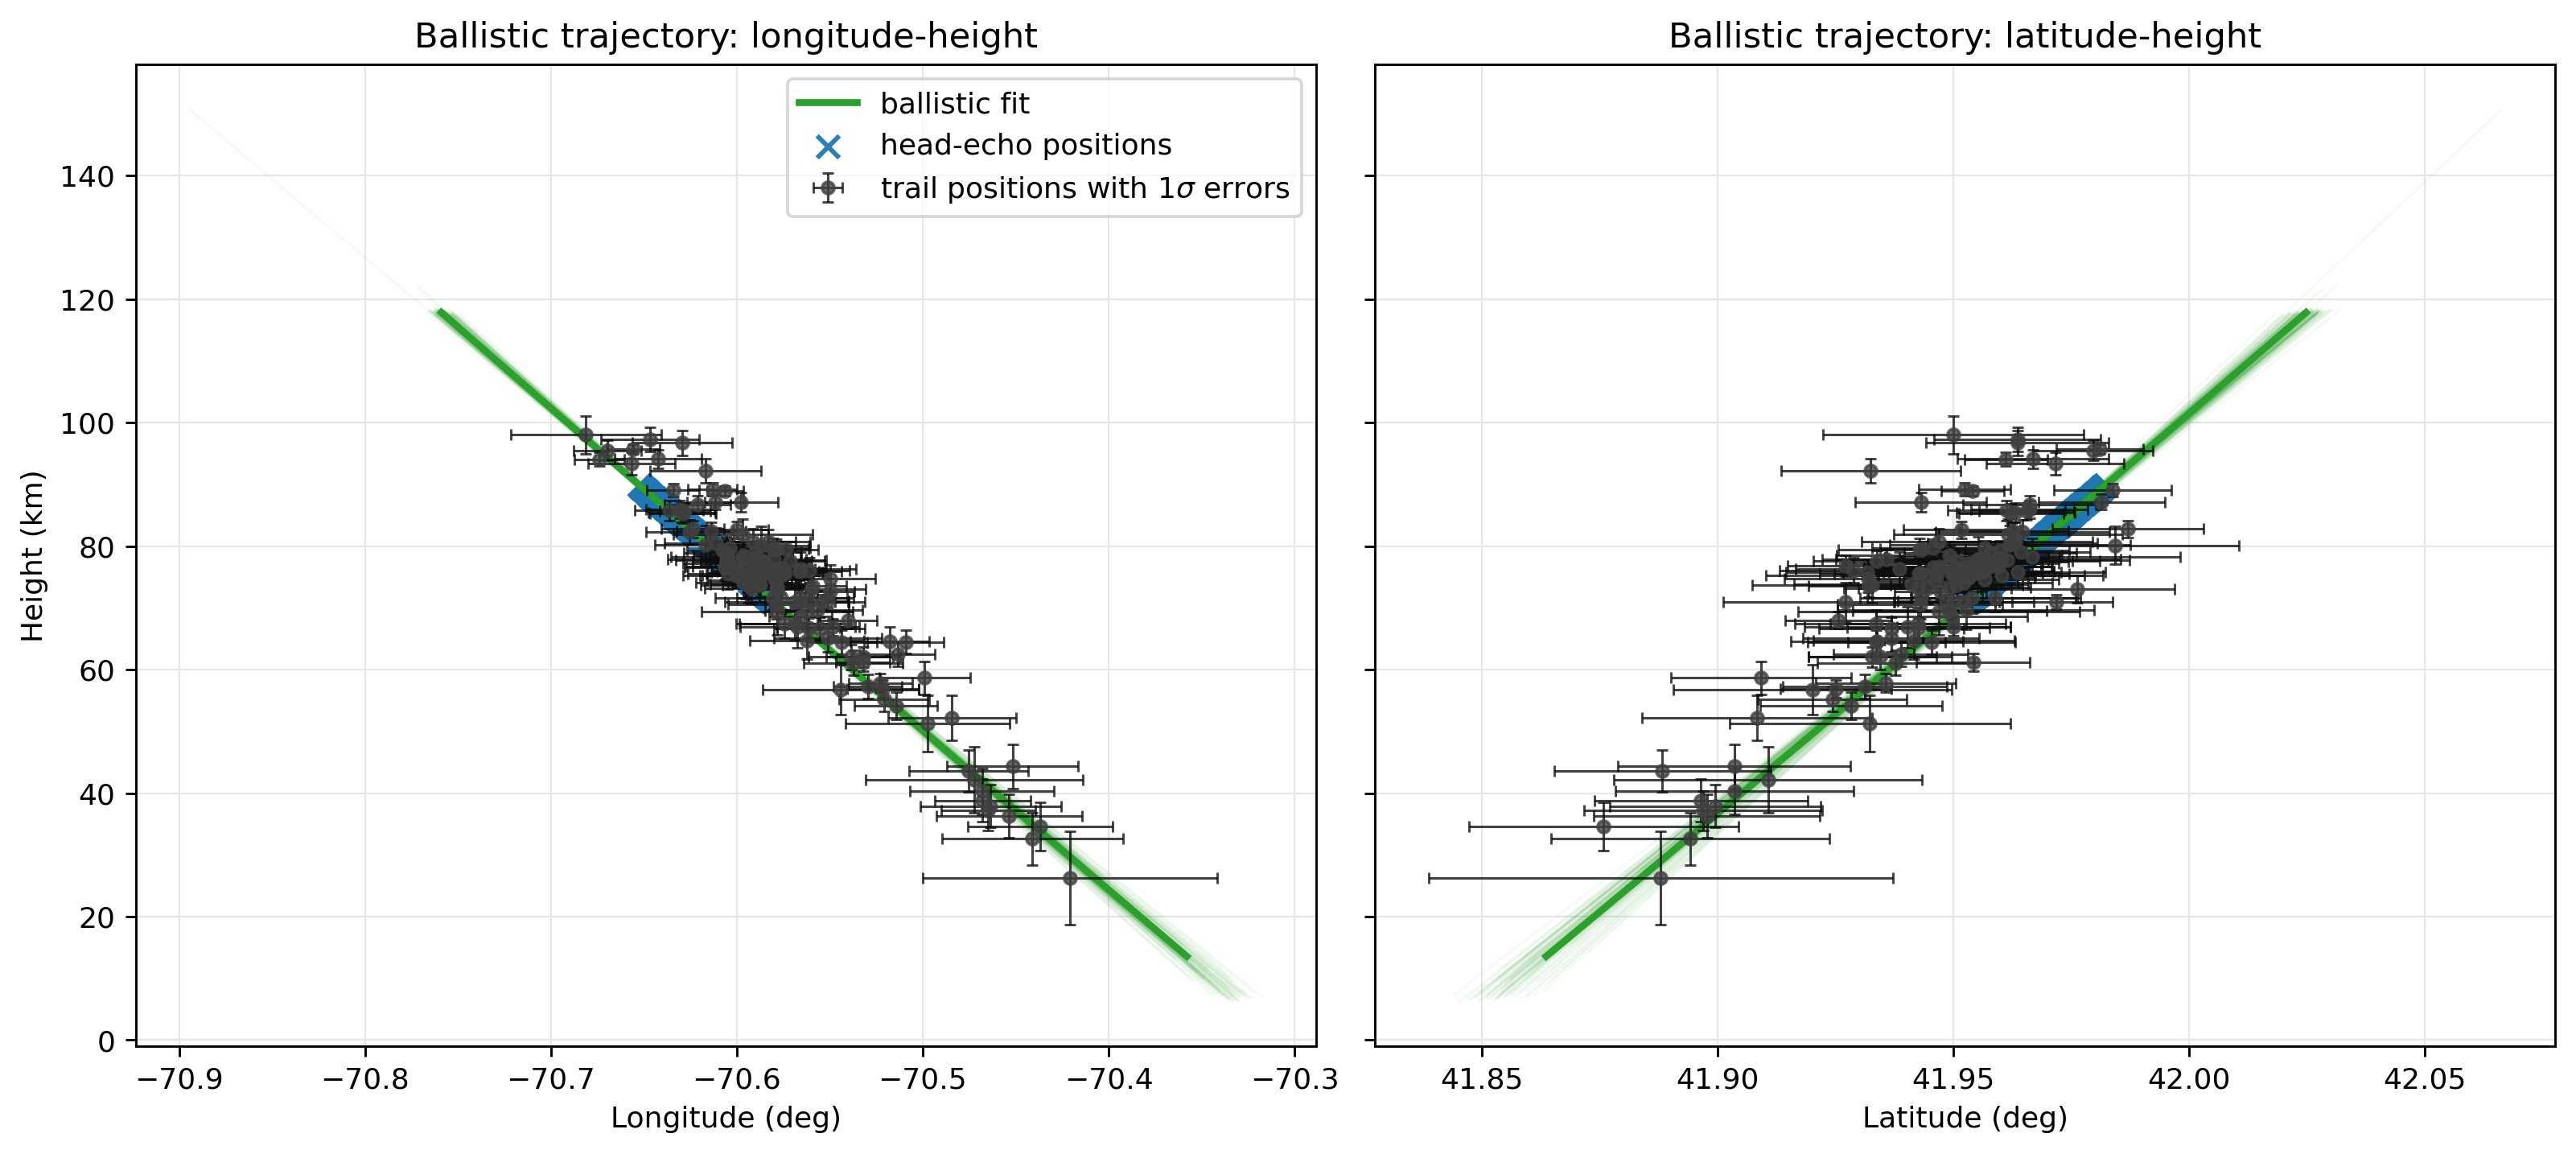 Ballistic trajectory: longitude-height
Ballistic trajectory: latitude-height
ballistic fit
head-echo positions
trail positions with 1σ errors
Height (km)
140
120
100
80
60
40
20
0
−70.9 −70.8 −70.7 −70.6 −70.5 −70.4 −70.3
41.85 41.90 41.95 42.00 42.05
Longitude (deg)
Latitude (deg)